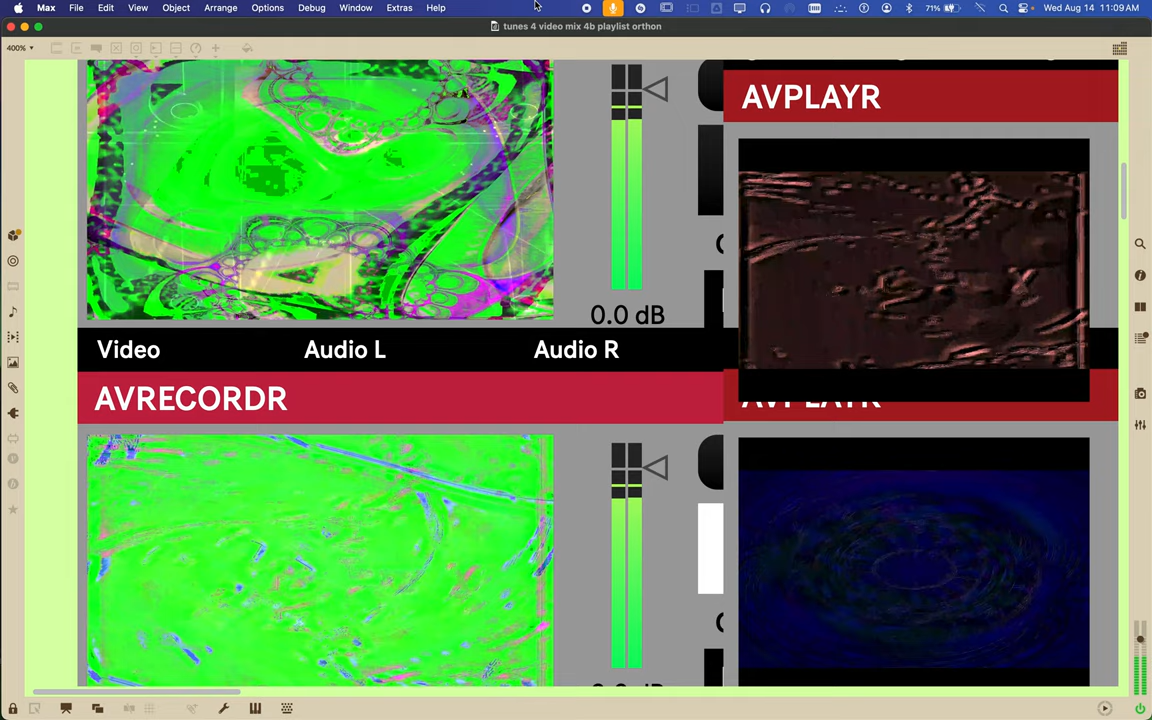 Max File Edit View Object Arrange Options Debug Window Extras Help 71% Wed Aug 14 11:09 AM
tunes 4 video mix 4b playlist orthon
400%
AVPLAYR
0.0 dB
Video Audio L Audio R
AVRECORDR
AVPLAYR